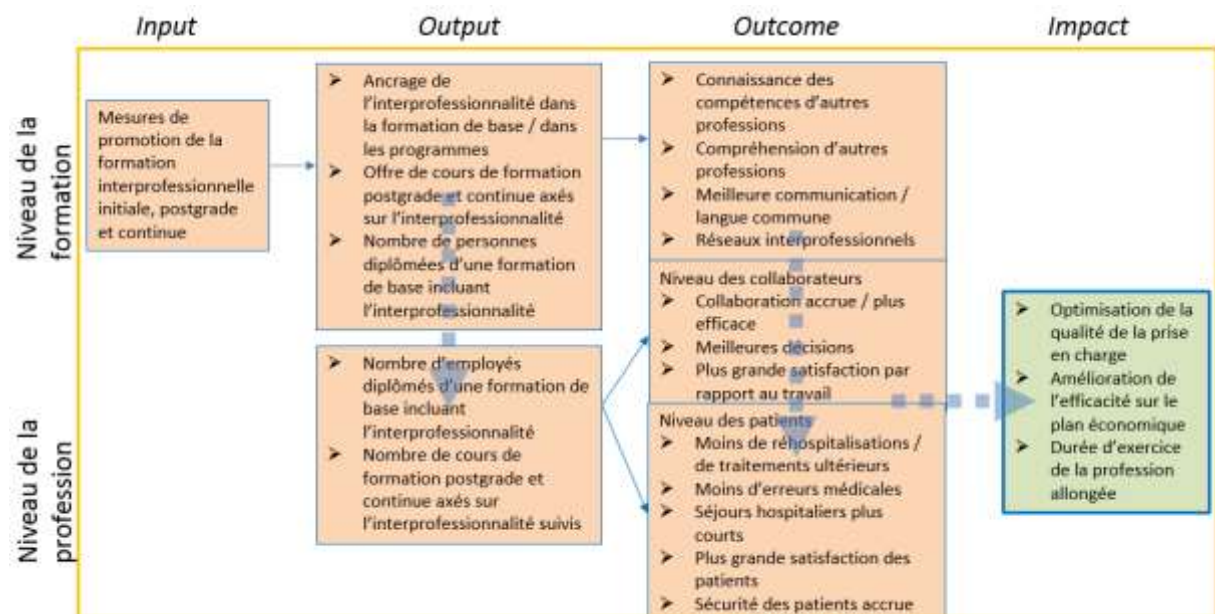 Input
Output
Outcome
Impact
Niveau de la
formation
Mesures de
promotion de la
formation
interprofessionnelle
initiale, postgrade
et continue
➤ Ancrage de
l'interprofessionnalité dans
la formation de base / dans
les programmes
➤ Offre de cours de formation
postgrade et continue axés
sur l'interprofessionnalité
➤ Nombre de personnes
diplômées d'une formation
de base incluant
l'interprofessionnalité
➤ Connaissance des
compétences d'autres
professions
➤ Compréhension d'autres
professions
➤ Meilleure communication /
langue commune
➤ Réseaux interprofessionnels
Niveau de la
profession
➤ Nombre d'employés
diplômés d'une formation de
base incluant
l'interprofessionnalité
➤ Nombre de cours de
formation postgrade et
continue axés sur
l'interprofessionnalité suivis
Niveau des collaborateurs
➤ Collaboration accrue / plus
efficace
➤ Meilleures décisions
➤ Plus grande satisfaction par
rapport au travail
Niveau des patients
➤ Moins de réhospitalisations /
de traitements ultérieurs
➤ Moins d'erreurs médicales
➤ Séjours hospitaliers plus
courts
➤ Plus grande satisfaction des
patients
➤ Sécurité des patients accrue
➤ Optimisation de la
qualité de la prise
en charge
➤ Amélioration de
l'efficacité sur le
plan économique
➤ Durée d'exercice
de la profession
allongée